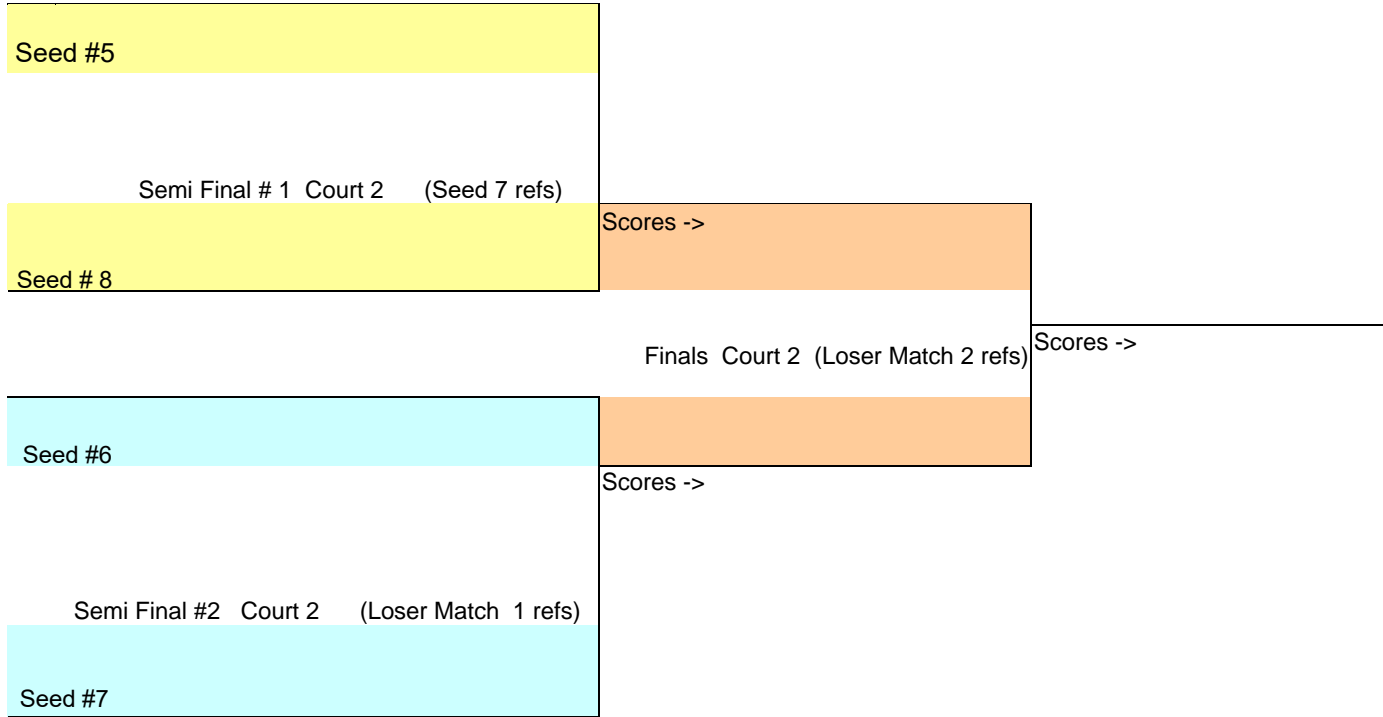 Seed #5
Semi Final # 1 Court 2 (Seed 7 refs)
Scores ->
Seed # 8
Scores ->
Finals Court 2 (Loser Match 2 refs)
Seed #6
Scores ->
Semi Final #2 Court 2 (Loser Match 1 refs)
Seed #7